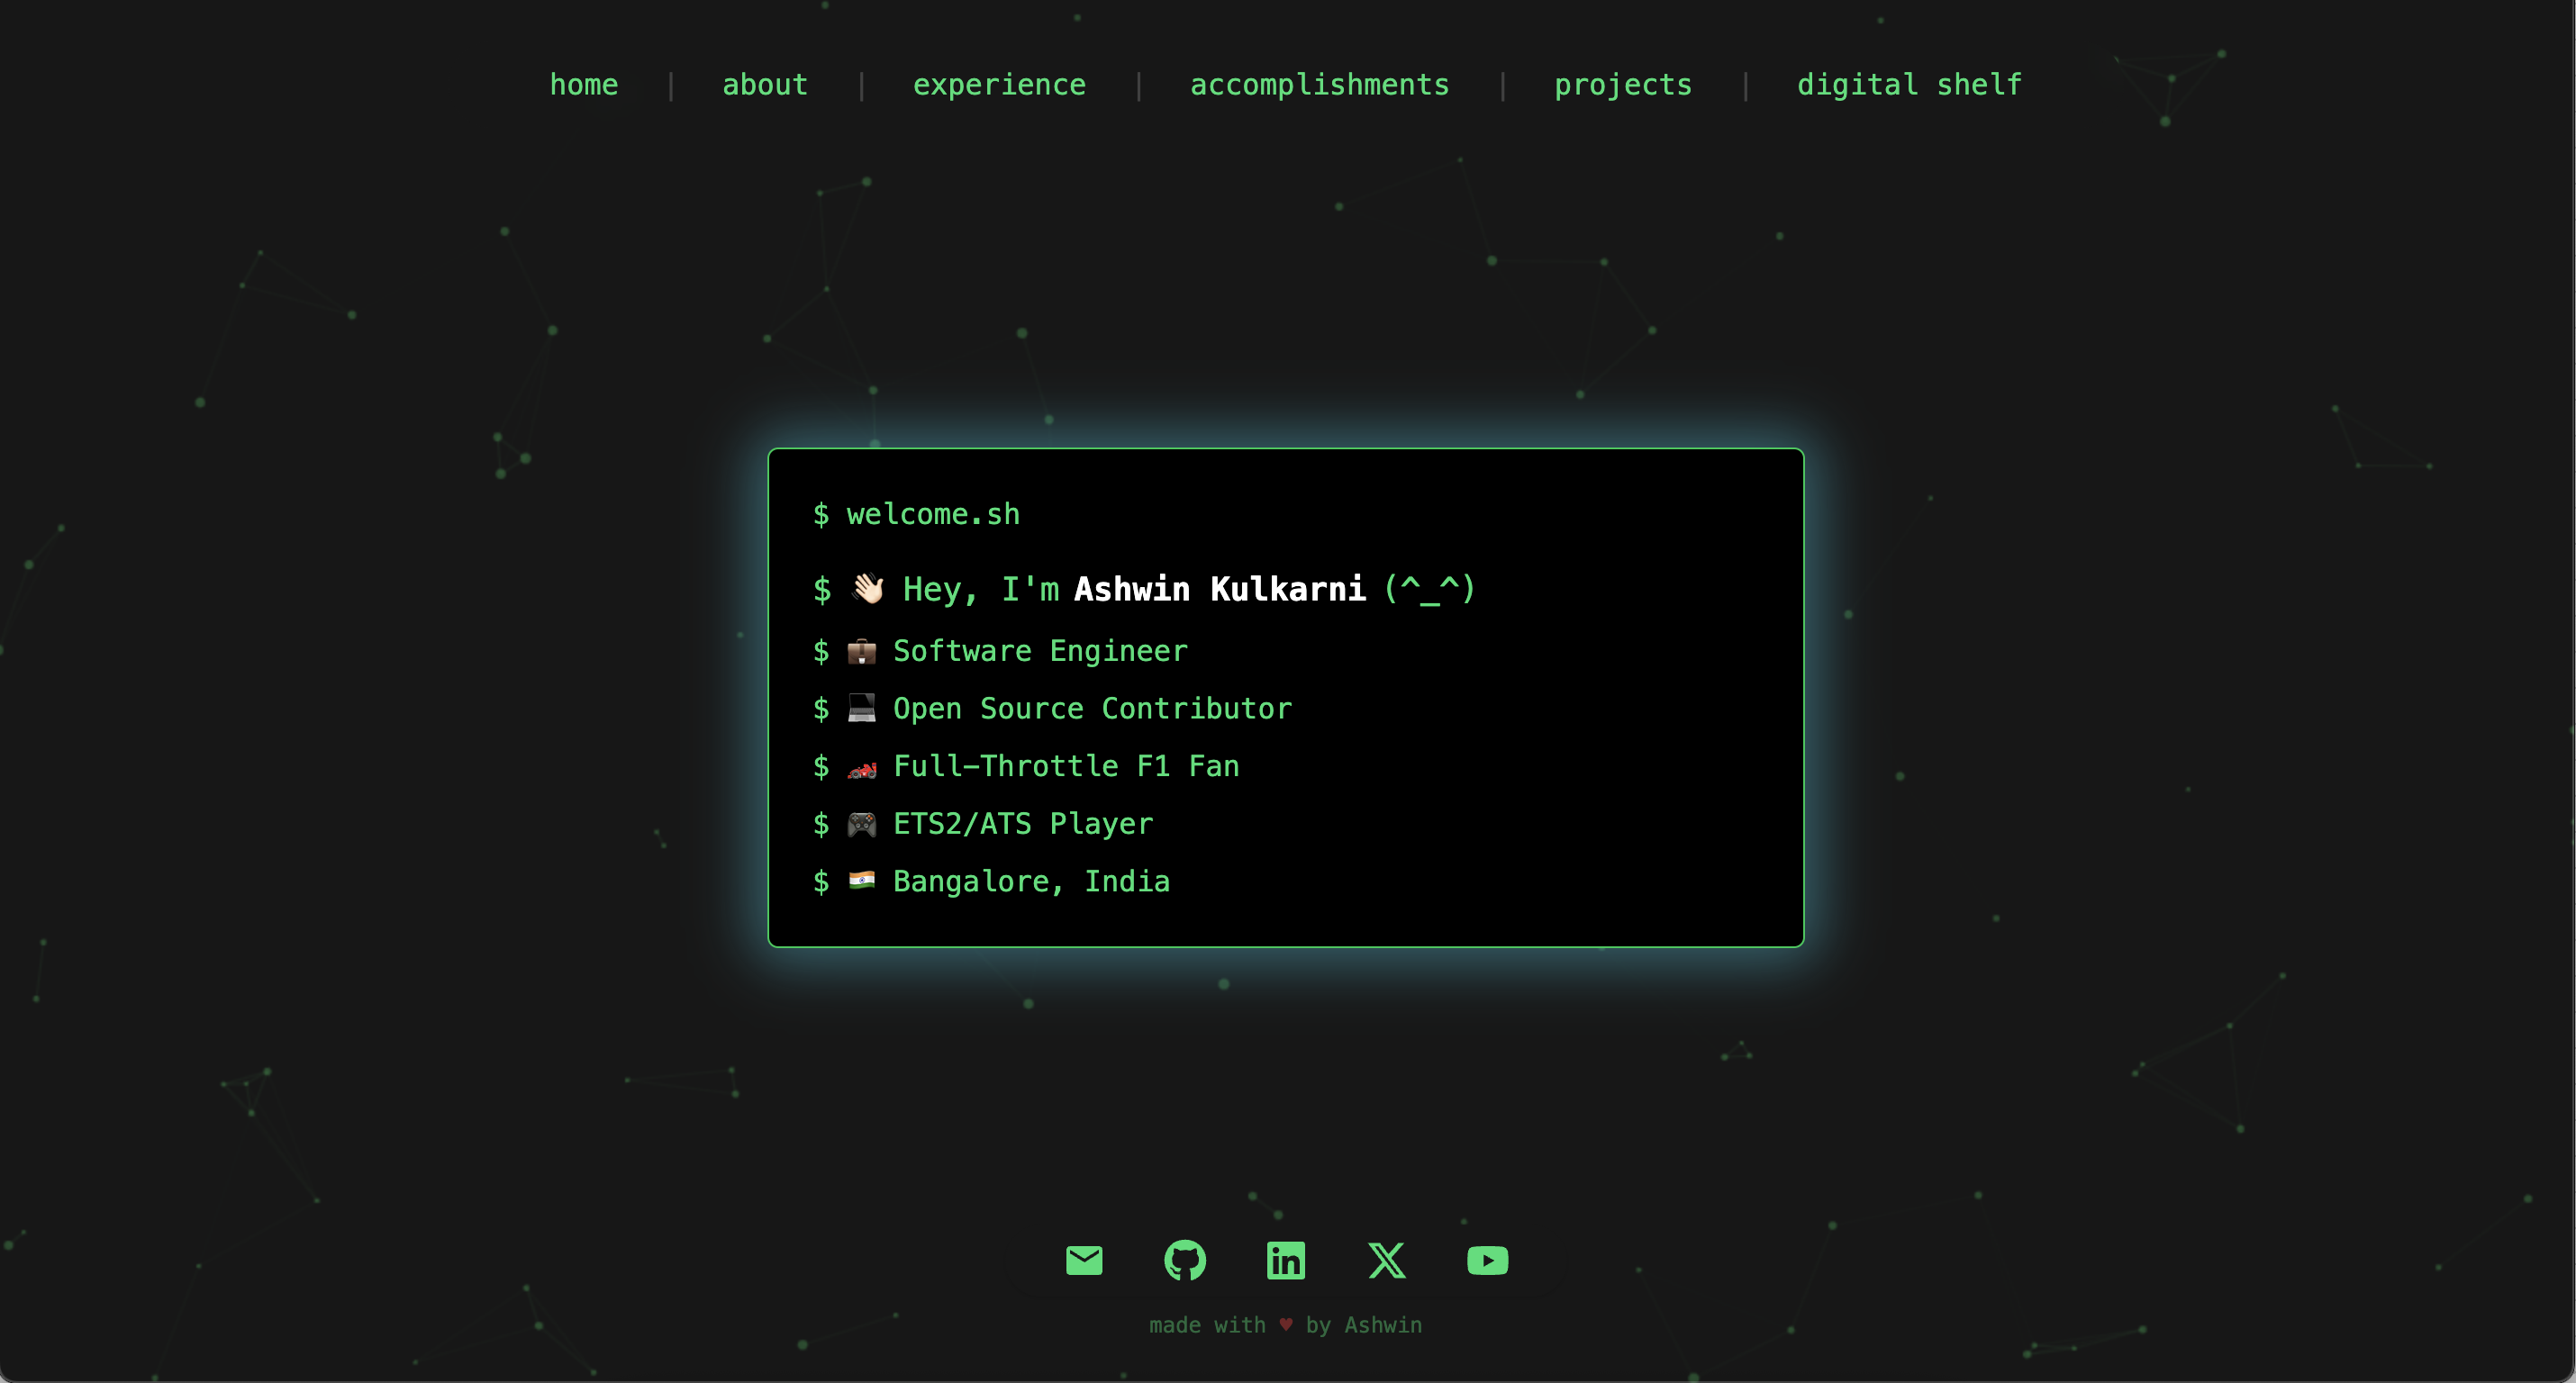 home | about | experience | accomplishments | projects | digital shelf
$ welcome.sh
$ 👋🏻 Hey, I'm Ashwin Kulkarni (^_^)
$ 💼 Software Engineer
$ 💻 Open Source Contributor
$ 🏎️ Full-Throttle F1 Fan
$ 🎮 ETS2/ATS Player
$ 🇮🇳 Bangalore, India
made with ♥ by Ashwin